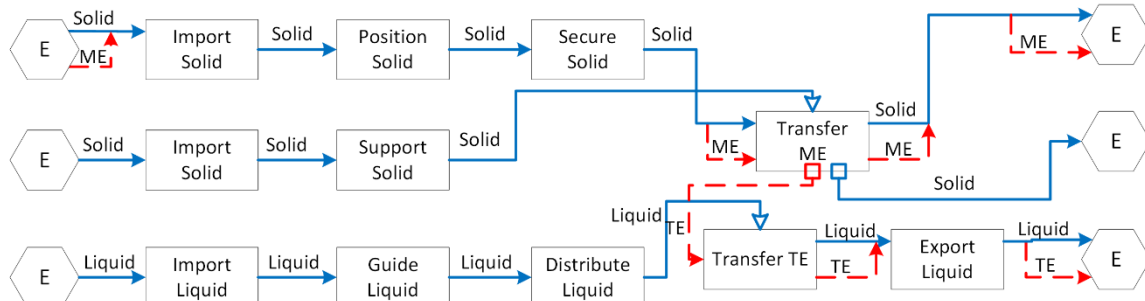 Solid
Solid
Solid
Solid
E
Import
Solid
Position
Solid
Secure
Solid
E
ME
ME
Solid
Solid
Solid
Solid
E
Import
Solid
Support
Solid
Transfer
ME
E
ME
ME
Solid
Liquid
TE
Liquid
Liquid
Liquid
Liquid
Liquid
E
Import
Liquid
Guide
Liquid
Distribute
Liquid
Transfer TE
Export
Liquid
E
TE
TE